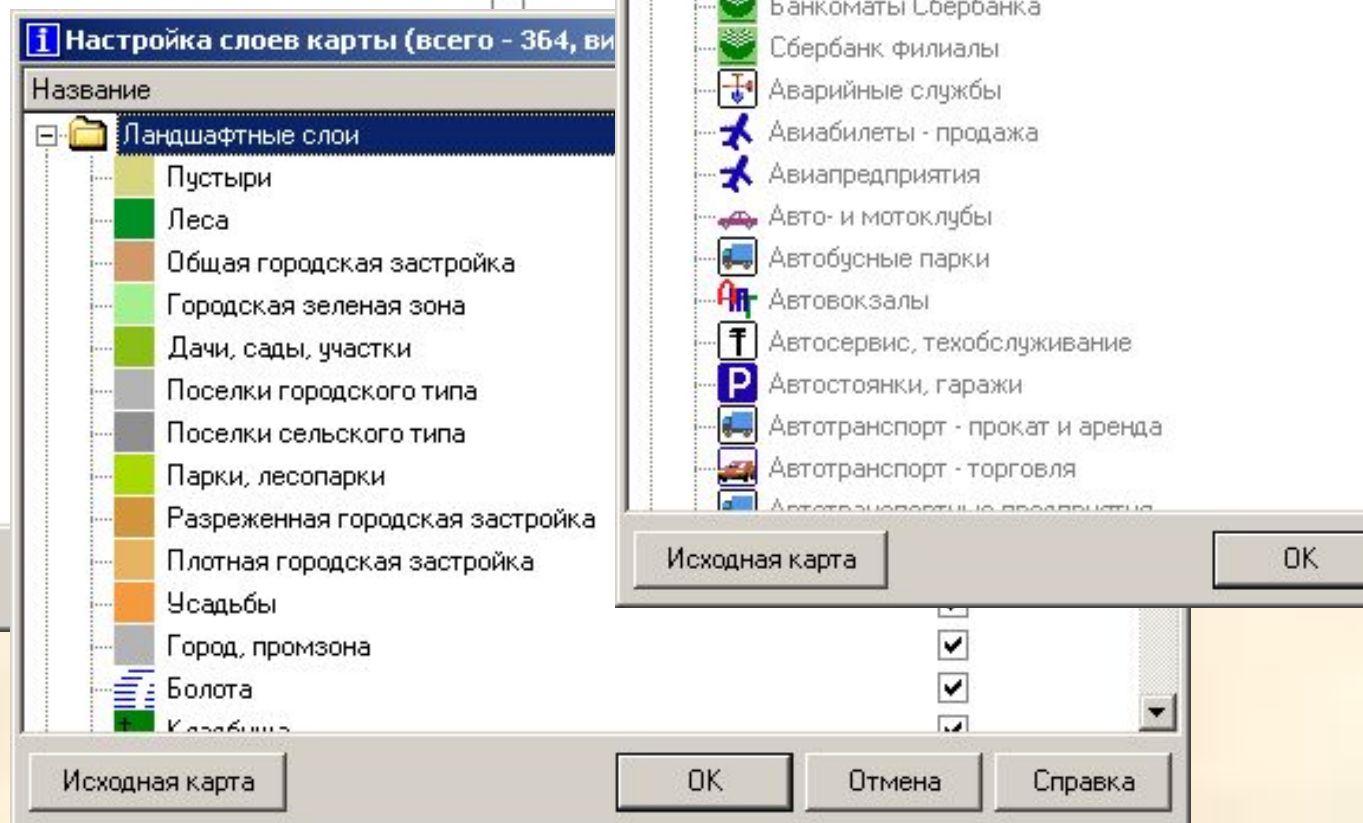 Настройка слоев карты (всего - 364, ви
Название
Ландшафтные слои
Пустыри
Леса
Общая городская застройка
Городская зеленая зона
Дачи, сады, участки
Поселки городского типа
Поселки сельского типа
Парки, лесопарки
Разреженная городская застройка
Плотная городская застройка
Усадьбы
Город, промзона
Болота
Исходная карта
ОК
Отмена
Справка
Банкоматы Сбербанка
Сбербанк филиалы
Аварийные службы
Авиабилеты - продажа
Авиапредприятия
Авто- и мотоклубы
Автобусные парки
Автовокзалы
Автосервис, техобслуживание
P Автостоянки, гаражи
Автотранспорт - прокат и аренда
Автотранспорт - торговля
Исходная карта
ОК